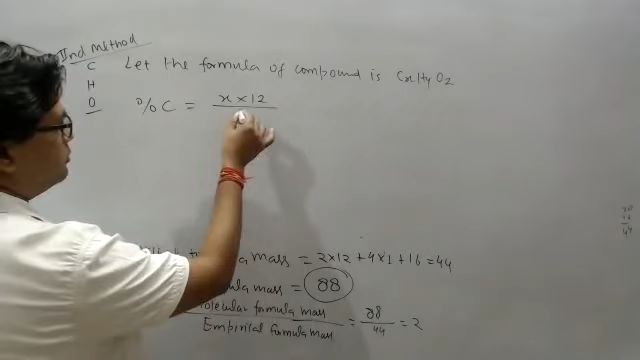 IInd method
C Let the formula of compound is CxHyOz
H
O %C = x×12
mass = 2×12 + 4×1 + 16 = 44
mass = 88
molecular formula mass / Empirical formula mass = 88/44 = 2